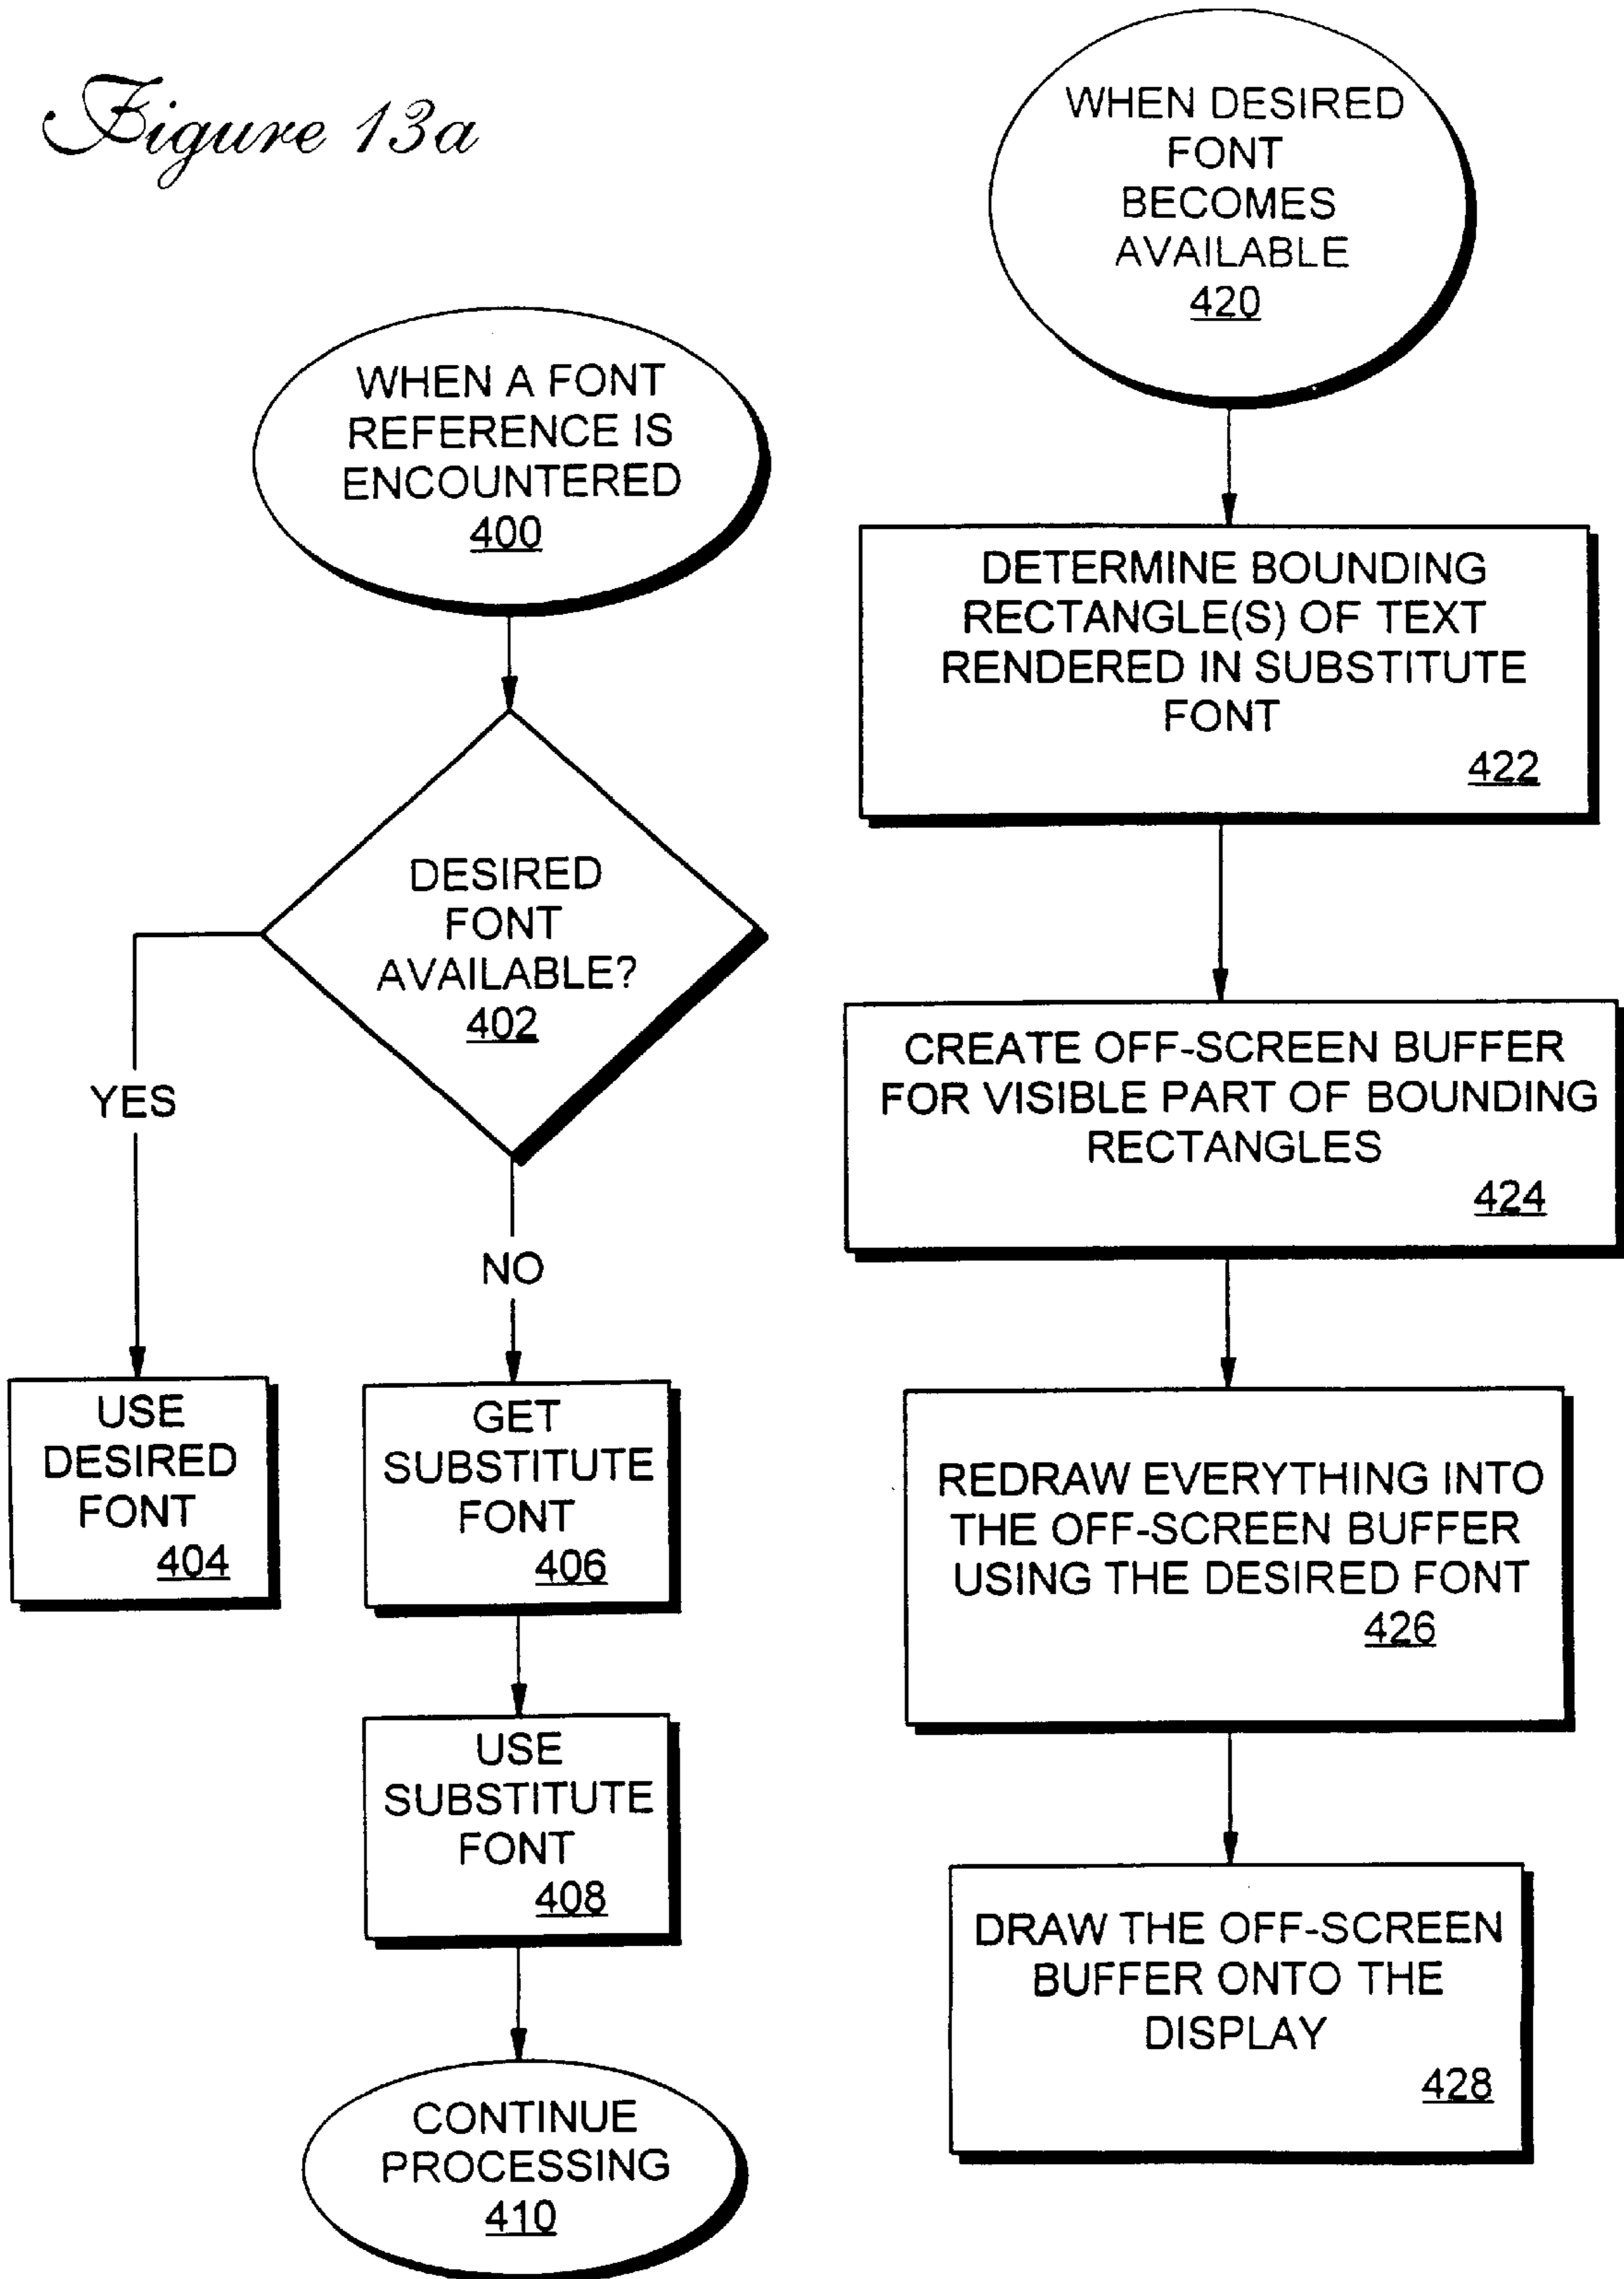 Figure 13a
WHEN A FONT
REFERENCE IS
ENCOUNTERED
400
DESIRED
FONT
AVAILABLE?
402
YES
NO
USE
DESIRED
FONT
404
GET
SUBSTITUTE
FONT
406
USE
SUBSTITUTE
FONT
408
CONTINUE
PROCESSING
410
WHEN DESIRED
FONT
BECOMES
AVAILABLE
420
DETERMINE BOUNDING
RECTANGLE(S) OF TEXT
RENDERED IN SUBSTITUTE
FONT
422
CREATE OFF-SCREEN BUFFER
FOR VISIBLE PART OF BOUNDING
RECTANGLES
424
REDRAW EVERYTHING INTO
THE OFF-SCREEN BUFFER
USING THE DESIRED FONT
426
DRAW THE OFF-SCREEN
BUFFER ONTO THE
DISPLAY
428